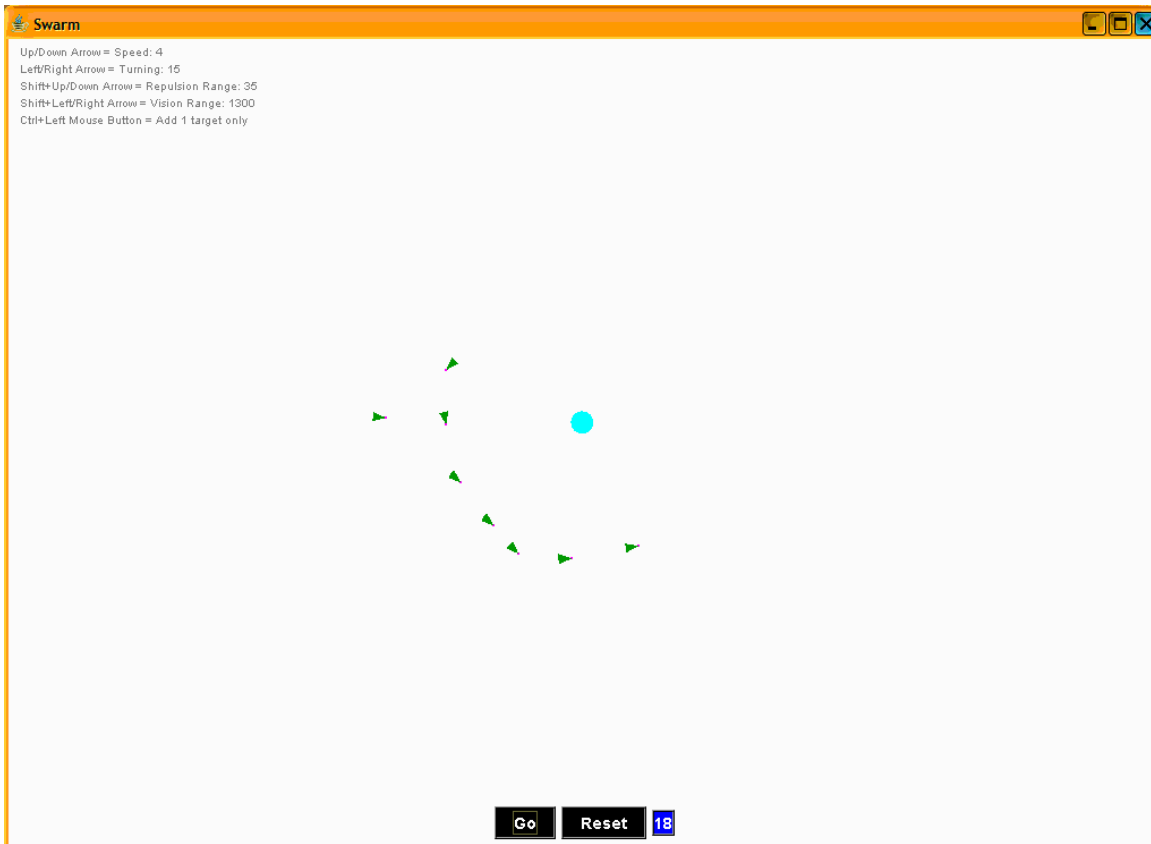 Swarm
Up/Down Arrow = Speed: 4
Left/Right Arrow = Turning: 15
Shift+Up/Down Arrow = Repulsion Range: 35
Shift+Left/Right Arrow = Vision Range: 1300
Ctrl+Left Mouse Button = Add 1 target only
Go Reset 18